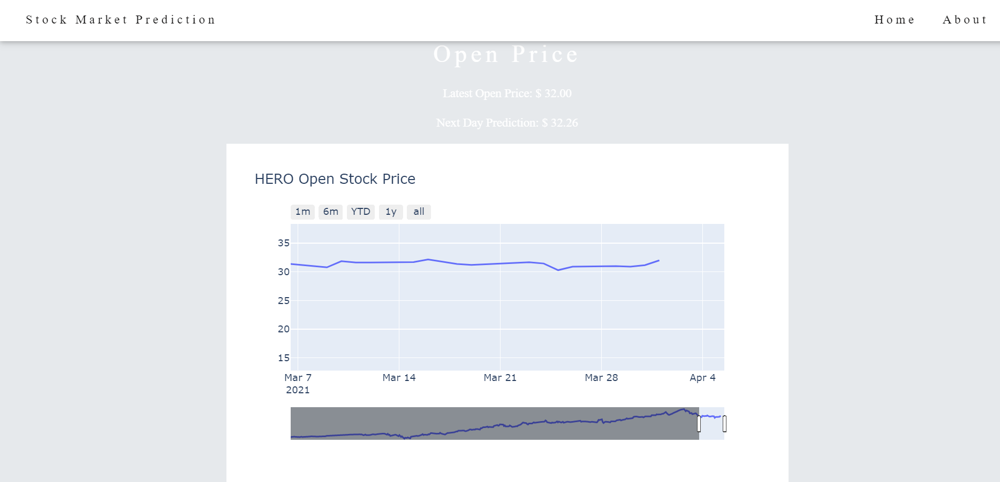 Stock Market Prediction
Home
About
Open Price
Latest Open Price: $ 32.00
Next Day Prediction: $ 32.26
HERO Open Stock Price
1m 6m YTD 1y all
35
30
25
20
15
Mar 7 Mar 14 Mar 21 Mar 28 Apr 4
2021